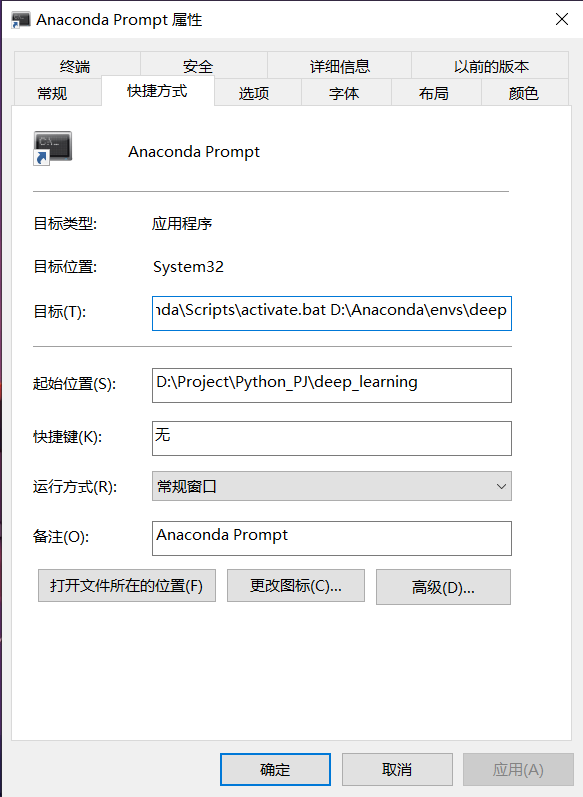 Anaconda Prompt 属性
终端 安全 详细信息 以前的版本
常规 快捷方式 选项 字体 布局 颜色
Anaconda Prompt
目标类型: 应用程序
目标位置: System32
目标(T): nda\Scripts\activate.bat D:\Anaconda\envs\deep
起始位置(S): D:\Project\Python_PJ\deep_learning
快捷键(K): 无
运行方式(R): 常规窗口
备注(O): Anaconda Prompt
打开文件所在的位置(F) 更改图标(C)... 高级(D)...
确定 取消 应用(A)